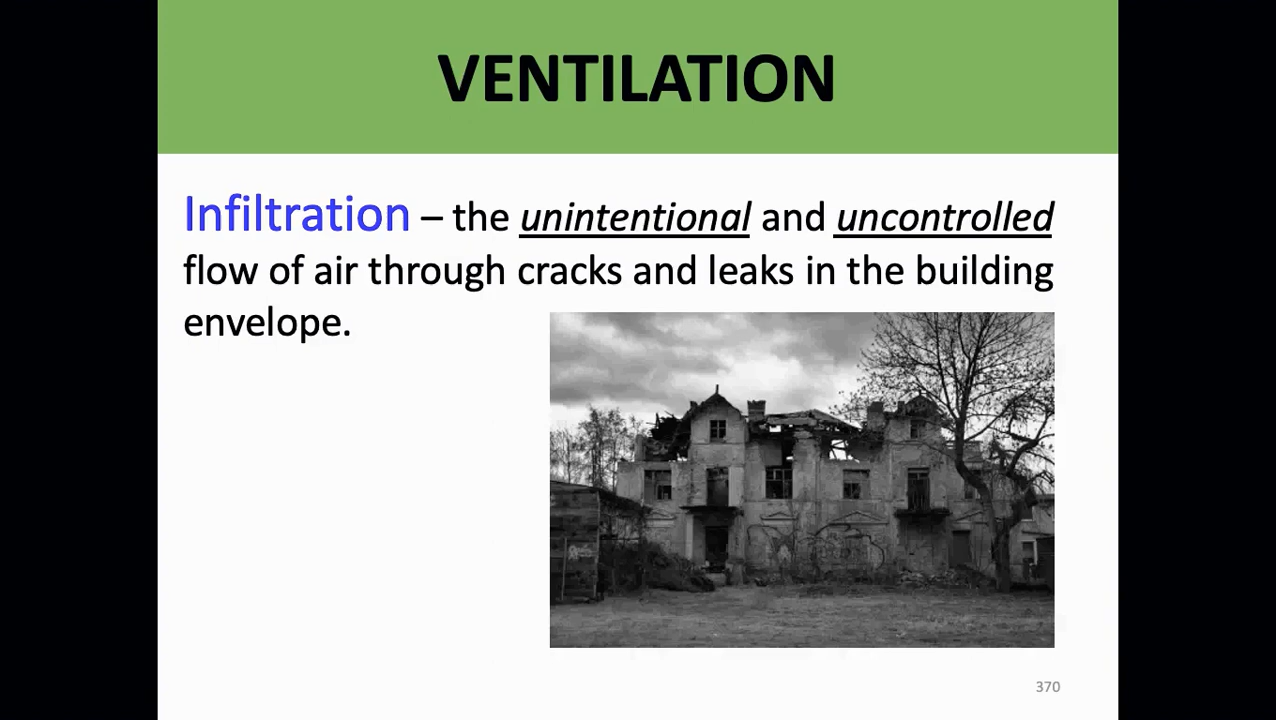 VENTILATION
Infiltration – the unintentional and uncontrolled
flow of air through cracks and leaks in the building
envelope.
370